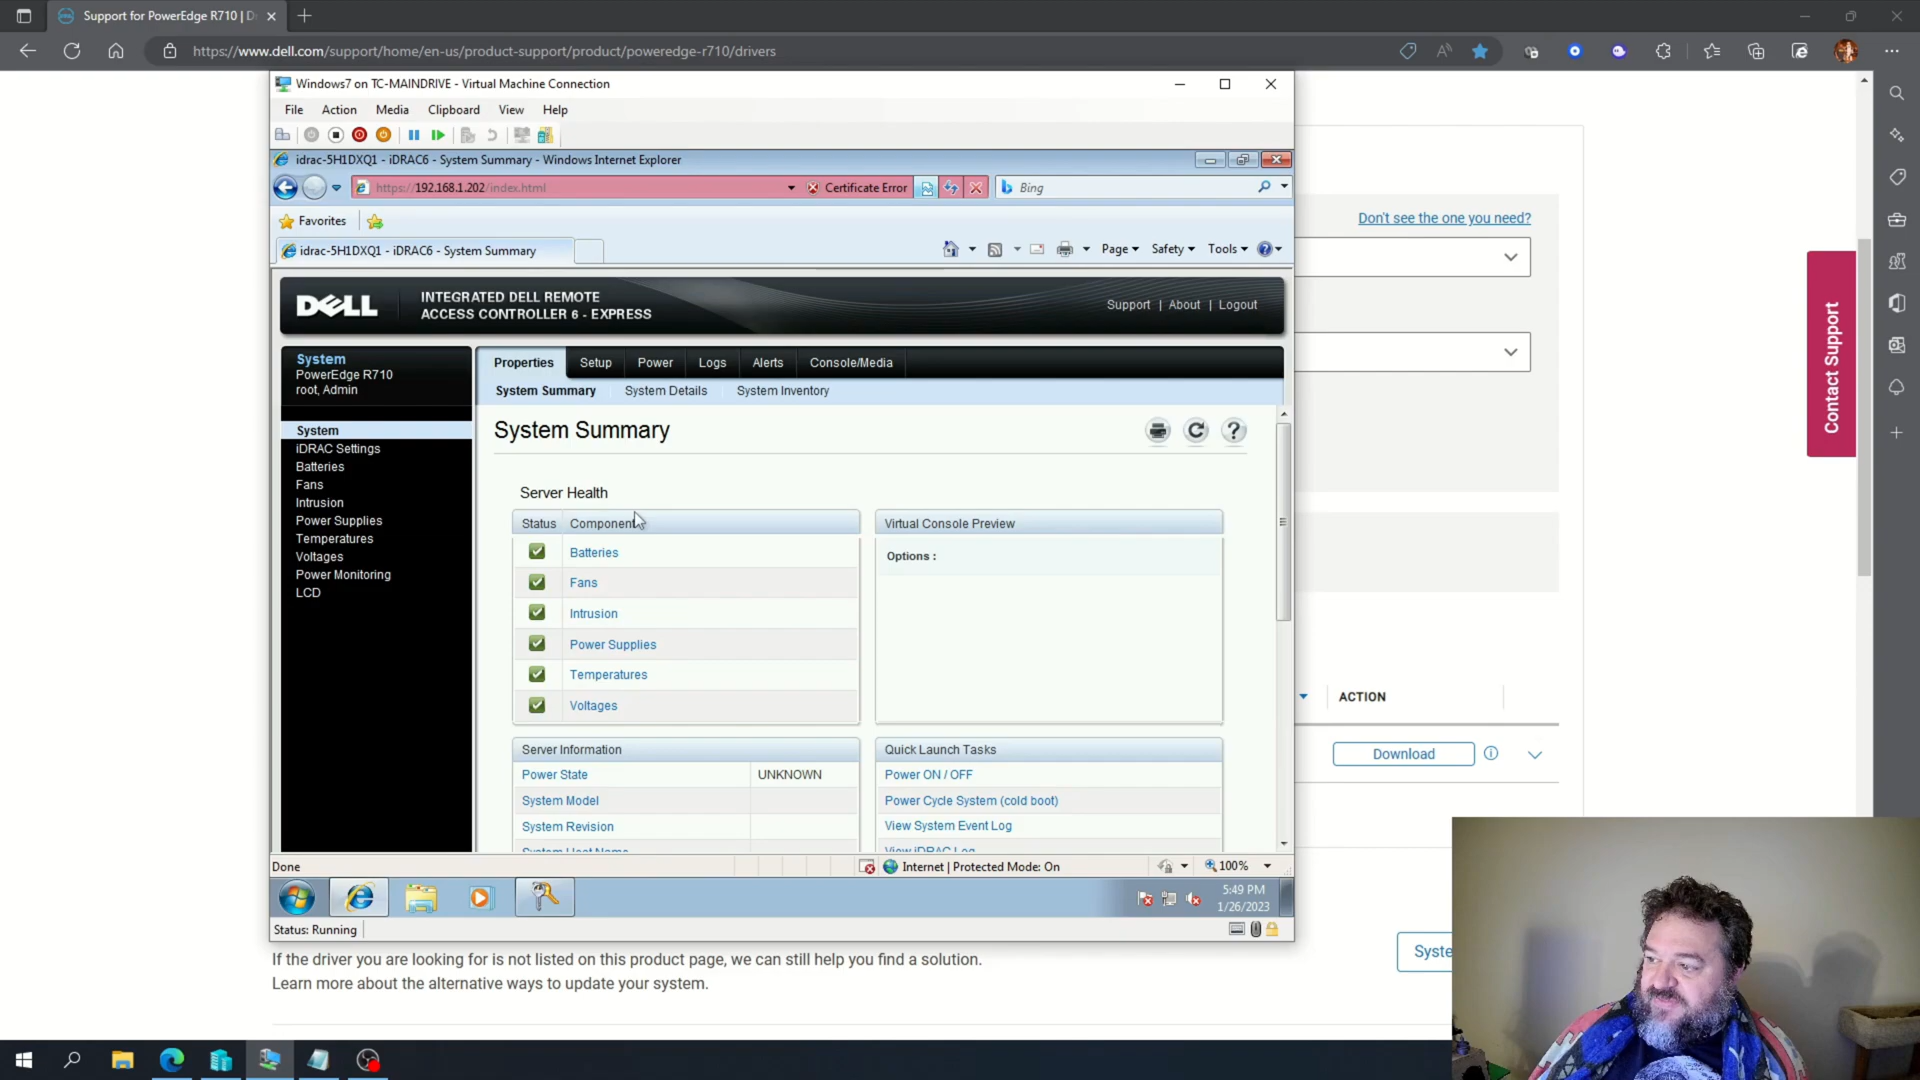 Support for PowerEdge R710 | D
https://www.dell.com/support/home/en-us/product-support/product/poweredge-r710/drivers
Windows7 on TC-MAINDRIVE - Virtual Machine Connection
File Action Media Clipboard View Help
idrac-5H1DXQ1 - iDRAC6 - System Summary - Windows Internet Explorer
https://192.168.1.202/index.html Certificate Error Bing
Favorites
idrac-5H1DXQ1 - iDRAC6 - System Summary Page Safety Tools
DELL
INTEGRATED DELL REMOTE
ACCESS CONTROLLER 6 - EXPRESS
Support | About | Logout
System
PowerEdge R710
root, Admin
Properties Setup Power Logs Alerts Console/Media
System Summary System Details System Inventory
System
iDRAC Settings
Batteries
Fans
Intrusion
Power Supplies
Temperatures
Voltages
Power Monitoring
LCD
System Summary
Server Health
Status Component
Batteries
Fans
Intrusion
Power Supplies
Temperatures
Voltages
Virtual Console Preview
Options :
Server Information
Power State UNKNOWN
System Model
System Revision
System Host Name
Quick Launch Tasks
Power ON / OFF
Power Cycle System (cold boot)
View System Event Log
View iDRAC Log
Done Internet | Protected Mode: On 100%
5:49 PM
1/26/2023
Status: Running
Don't see the one you need?
Contact Support
ACTION
Download
Syste
If the driver you are looking for is not listed on this product page, we can still help you find a solution.
Learn more about the alternative ways to update your system.